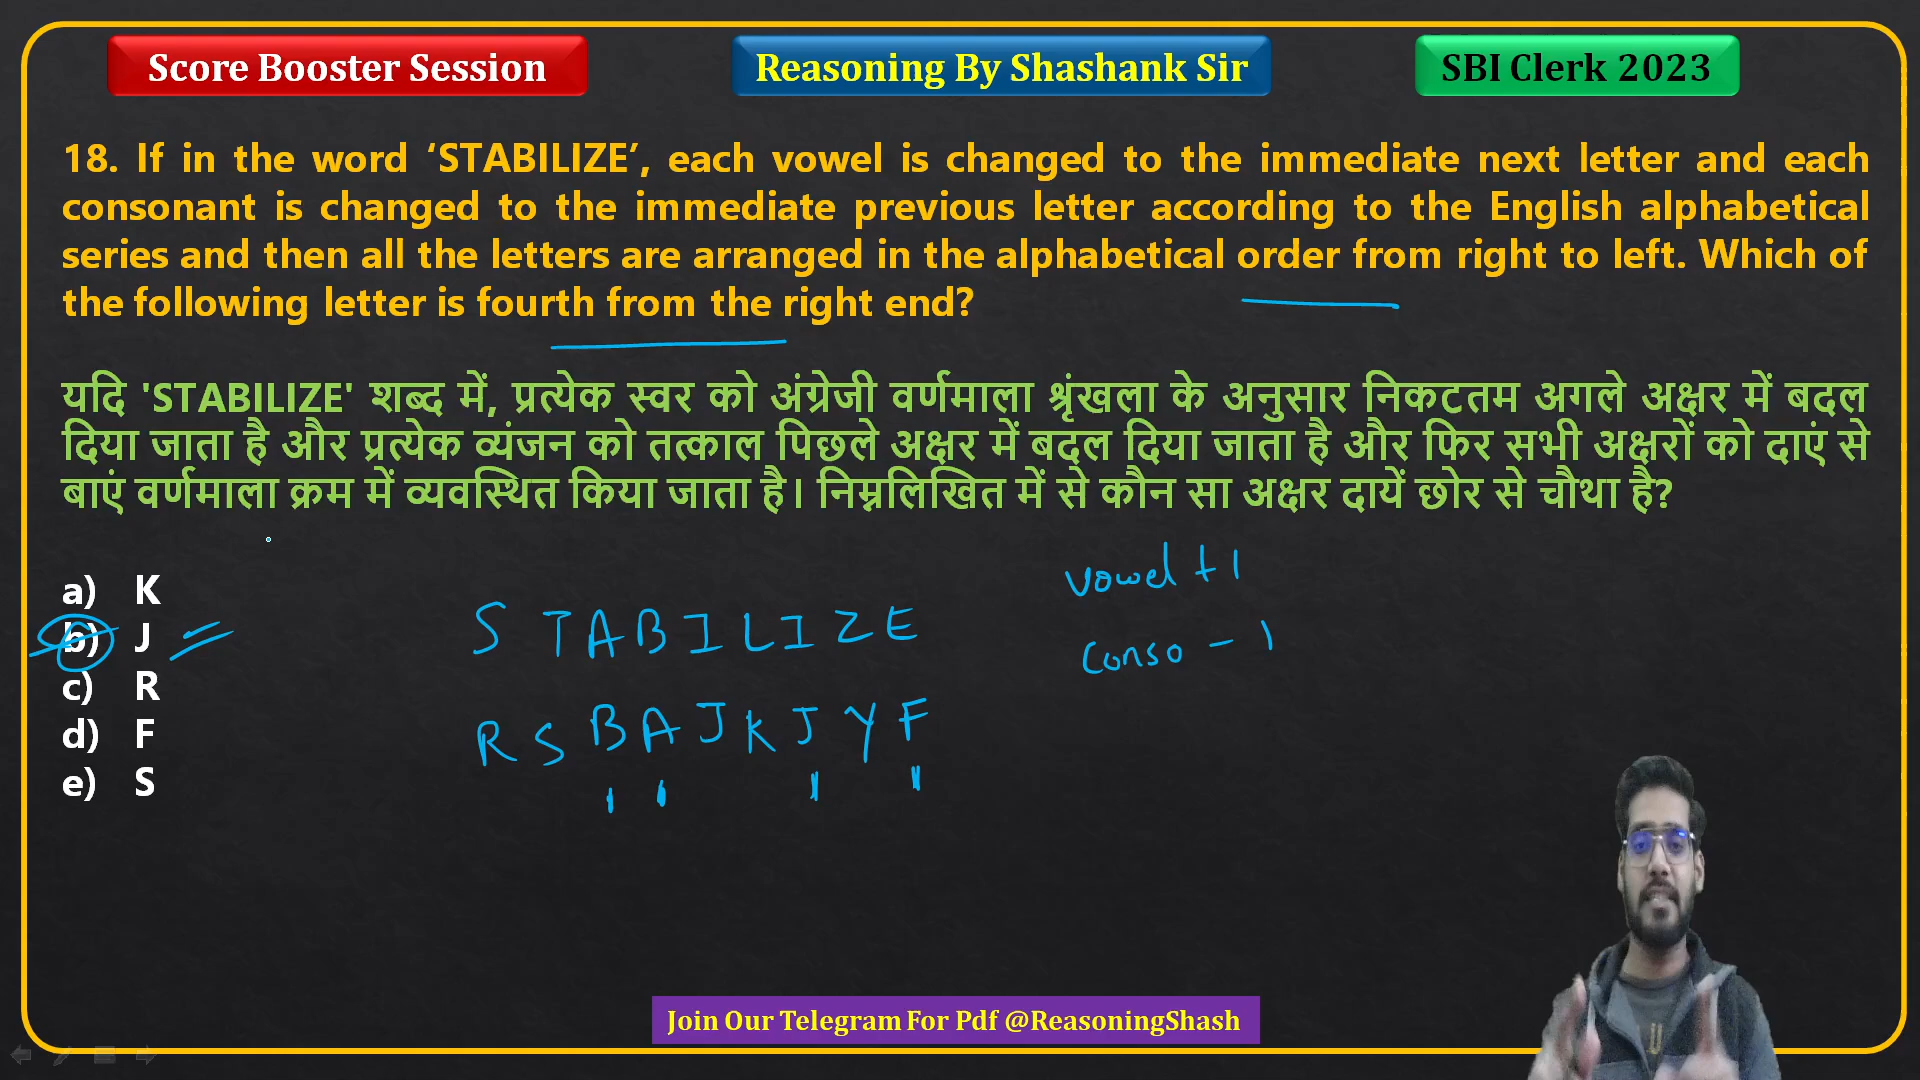 Score Booster Session
Reasoning By Shashank Sir
SBI Clerk 2023
18. If in the word ‘STABILIZE’, each vowel is changed to the immediate next letter and each
consonant is changed to the immediate previous letter according to the English alphabetical
series and then all the letters are arranged in the alphabetical order from right to left. Which of
the following letter is fourth from the right end?
यदि 'STABILIZE' शब्द में, प्रत्येक स्वर को अंग्रेजी वर्णमाला श्रृंखला के अनुसार निकटतम अगले अक्षर में बदल
दिया जाता है और प्रत्येक व्यंजन को तत्काल पिछले अक्षर में बदल दिया जाता है और फिर सभी अक्षरों को दाएं से
बाएं वर्णमाला क्रम में व्यवस्थित किया जाता है। निम्नलिखित में से कौन सा अक्षर दायें छोर से चौथा है?
a) K
b) J
c) R
d) F
e) S
vowel + 1
S T A B I L I Z E
Conso - 1
R S B A J K J Y F
Join Our Telegram For Pdf @ReasoningShash